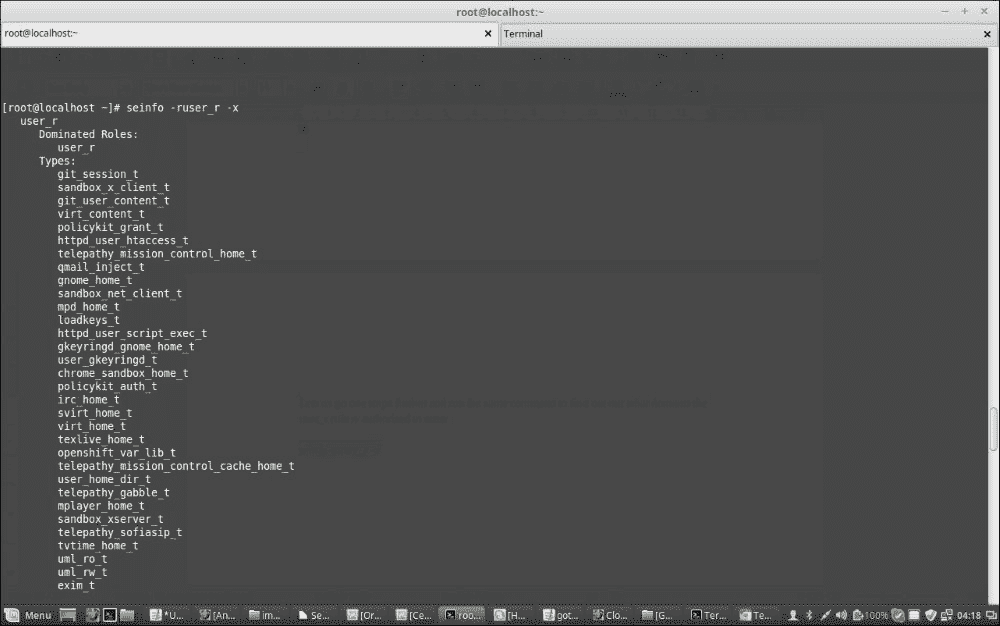 root@localhost:~
root@localhost:~
Terminal
[root@localhost ~]# seinfo -ruser_r -x
user_r
Dominated Roles:
user_r
Types:
git_session_t
sandbox_x_client_t
git_user_content_t
virt_content_t
policykit_grant_t
httpd_user_htaccess_t
telepathy_mission_control_home_t
qmail_inject_t
gnome_home_t
sandbox_net_client_t
mpd_home_t
loadkeys_t
httpd_user_script_exec_t
gkeyringd_gnome_home_t
user_gkeyringd_t
chrome_sandbox_home_t
policykit_auth_t
irc_home_t
svirt_home_t
virt_home_t
texlive_home_t
openshift_var_lib_t
telepathy_mission_control_cache_home_t
user_home_dir_t
telepathy_gabble_t
mplayer_home_t
sandbox_xserver_t
telepathy_sofiasip_t
tvtime_home_t
uml_ro_t
uml_rw_t
exim_t
Menu *U... [An... im... Se... [Or... [Ce... roo... [H... got... Clo... [G... Ter... Te... 100% 04:18